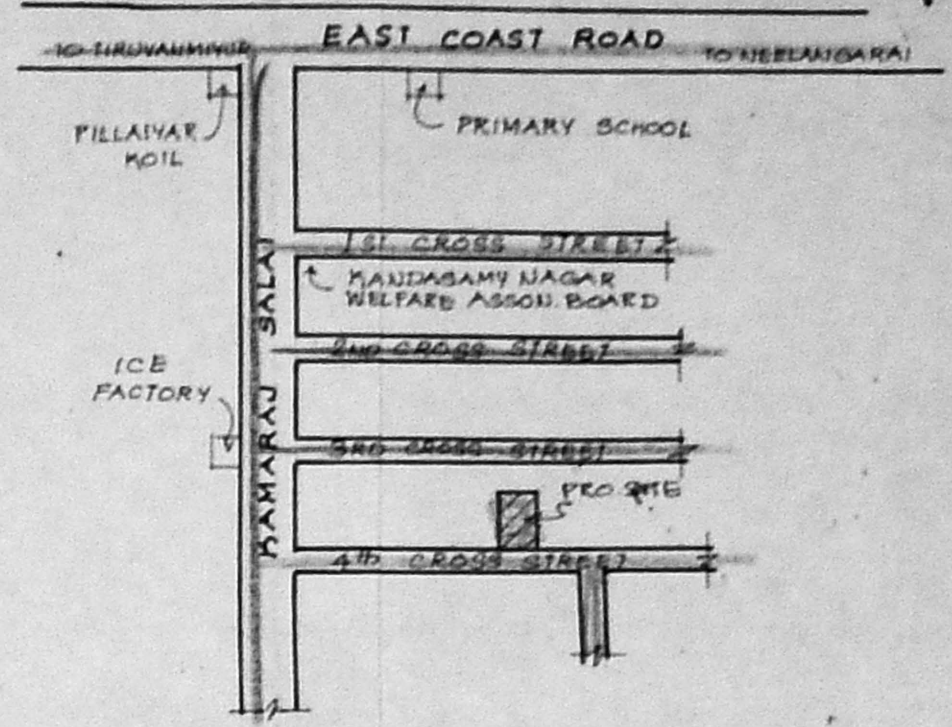 EAST COAST ROAD
TO TIRUVANMIYUR
TO NEELANGARAI
PILLAIYAR
KOIL
PRIMARY SCHOOL
1ST CROSS STREET
KANDASAMY NAGAR
WELFARE ASSON. BOARD
2ND CROSS STREET
ICE
FACTORY
KAMARAJ SALAI
3RD CROSS STREET
PRO. SITE
4th CROSS STREET